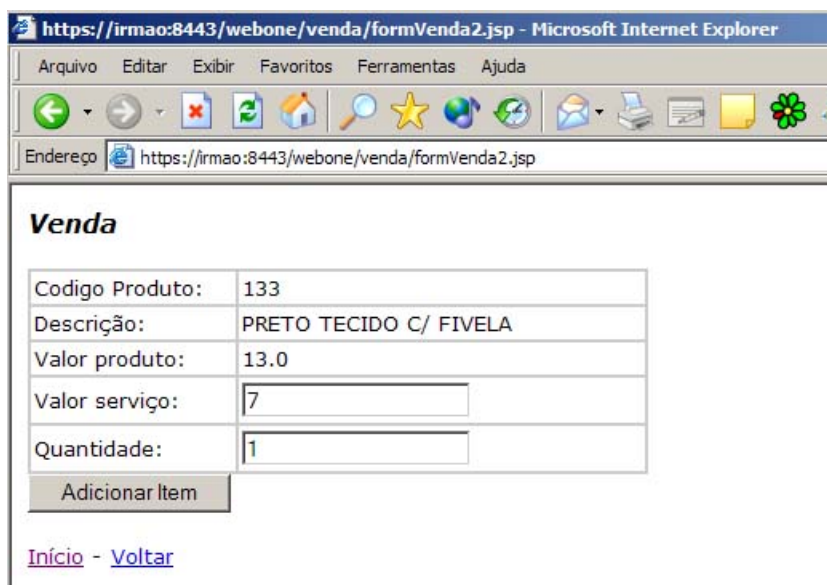 https://irmao:8443/webone/venda/formVenda2.jsp - Microsoft Internet Explorer
Arquivo Editar Exibir Favoritos Ferramentas Ajuda
Endereço https://irmao:8443/webone/venda/formVenda2.jsp
Venda
Codigo Produto: 133
Descrição: PRETO TECIDO C/ FIVELA
Valor produto: 13.0
Valor serviço: 7
Quantidade: 1
Adicionar Item
Início - Voltar